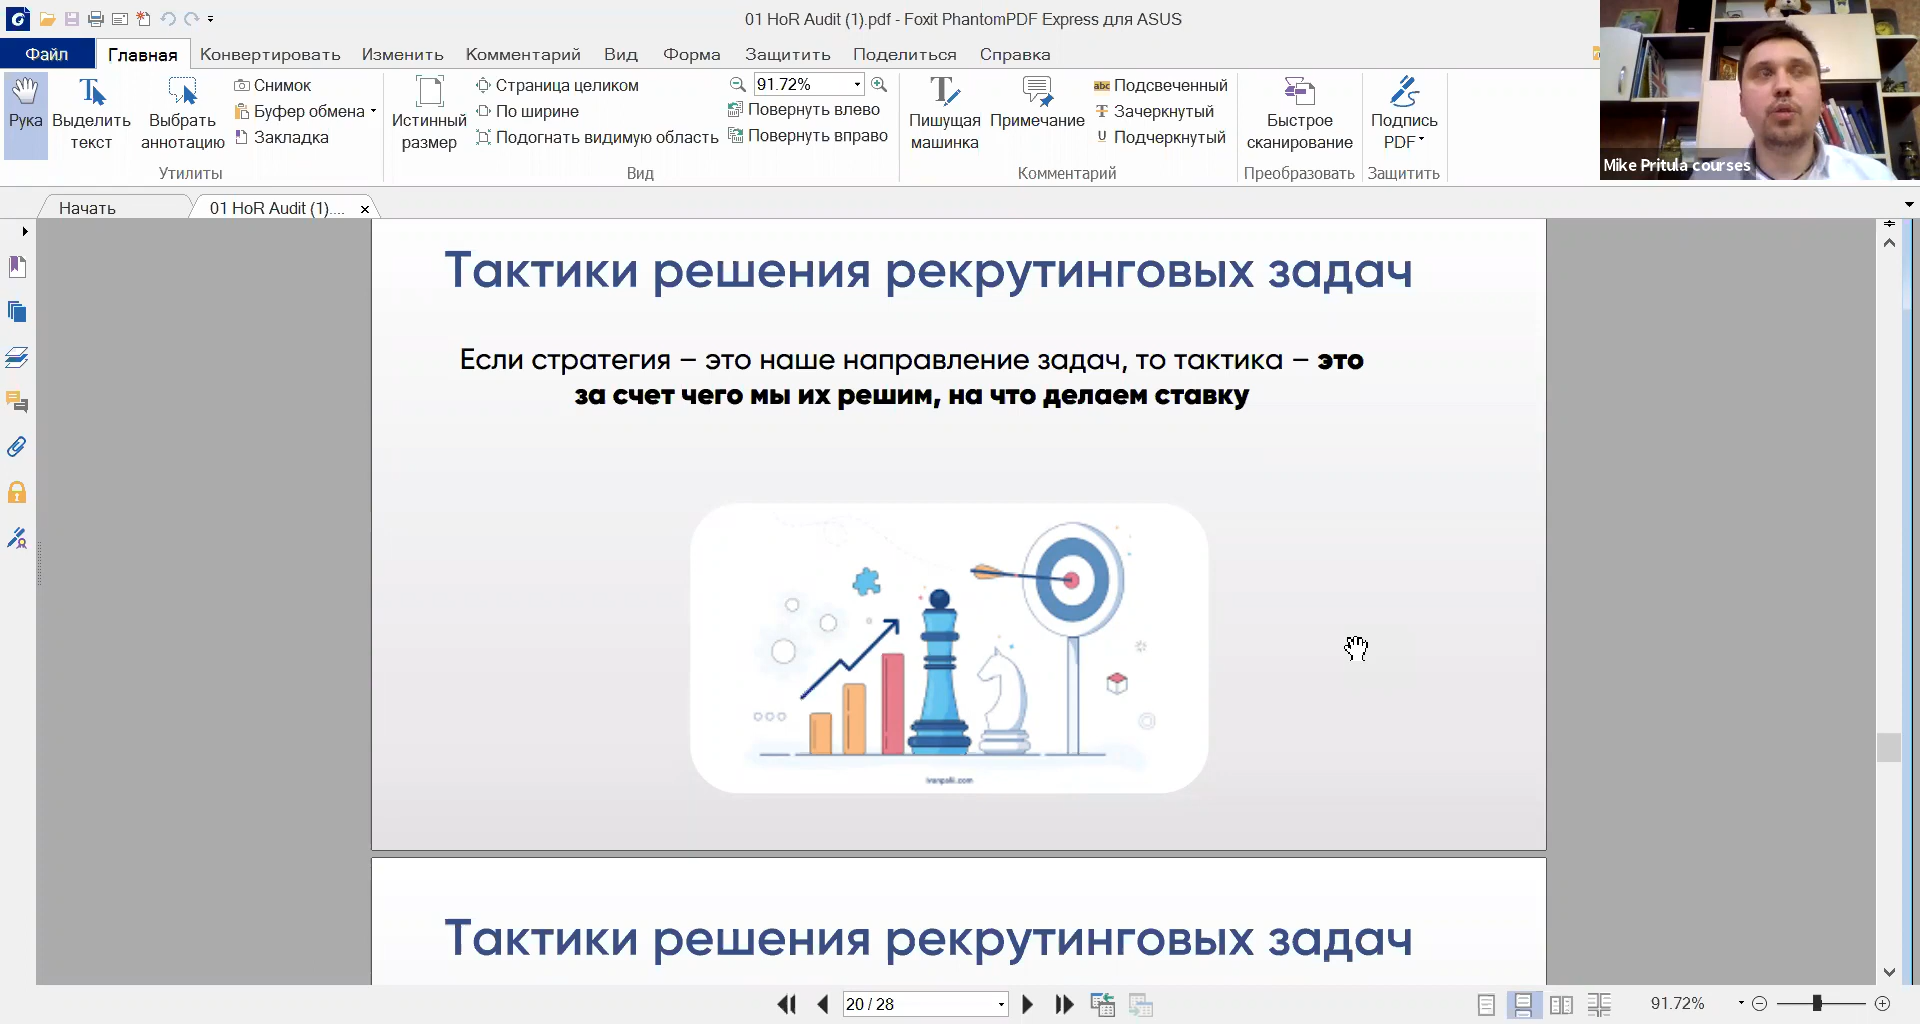 01 HoR Audit (1).pdf - Foxit PhantomPDF Express для ASUS
Файл Главная Конвертировать Изменить Комментарий Вид Форма Защитить Поделиться Справка
Рука
Выделить текст
Выбрать аннотацию
Снимок
Буфер обмена
Закладка
Утилиты
Истинный размер
Страница целиком
По ширине
Подогнать видимую область
91.72%
Повернуть влево
Повернуть вправо
Вид
Пишущая машинка
Примечание
Подсвеченный
Зачеркнутый
Подчеркнутый
Комментарий
Быстрое сканирование
Преобразовать
Подпись PDF
Защитить
Mike Pritula courses
Начать
01 HoR Audit (1)....
Тактики решения рекрутинговых задач
Если стратегия – это наше направление задач, то тактика – это
за счет чего мы их решим, на что делаем ставку
Тактики решения рекрутинговых задач
20 / 28
91.72%